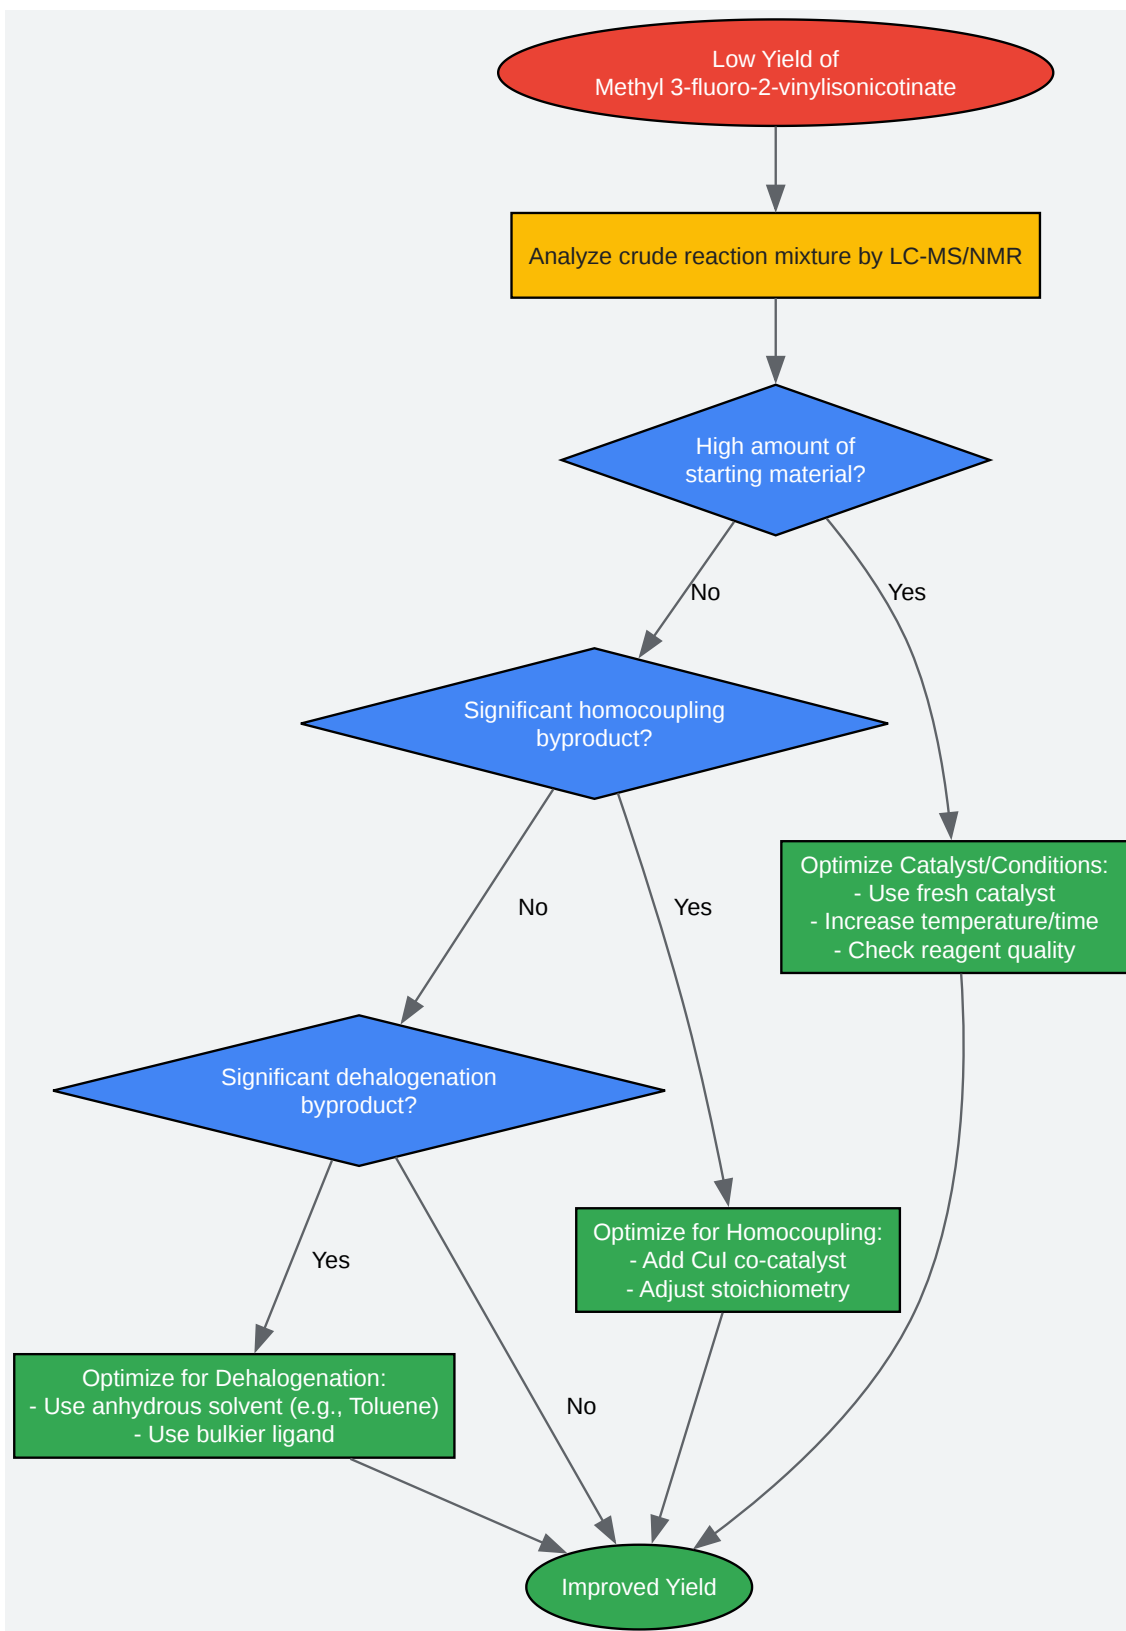 Low Yield of
Methyl 3-fluoro-2-vinylisonicotinate
Analyze crude reaction mixture by LC-MS/NMR
High amount of
starting material?
No
Yes
Significant homocoupling
byproduct?
Optimize Catalyst/Conditions:
- Use fresh catalyst
- Increase temperature/time
- Check reagent quality
No
Yes
Significant dehalogenation
byproduct?
Optimize for Homocoupling:
- Add CuI co-catalyst
- Adjust stoichiometry
Yes
Optimize for Dehalogenation:
- Use anhydrous solvent (e.g., Toluene)
- Use bulkier ligand
No
Improved Yield